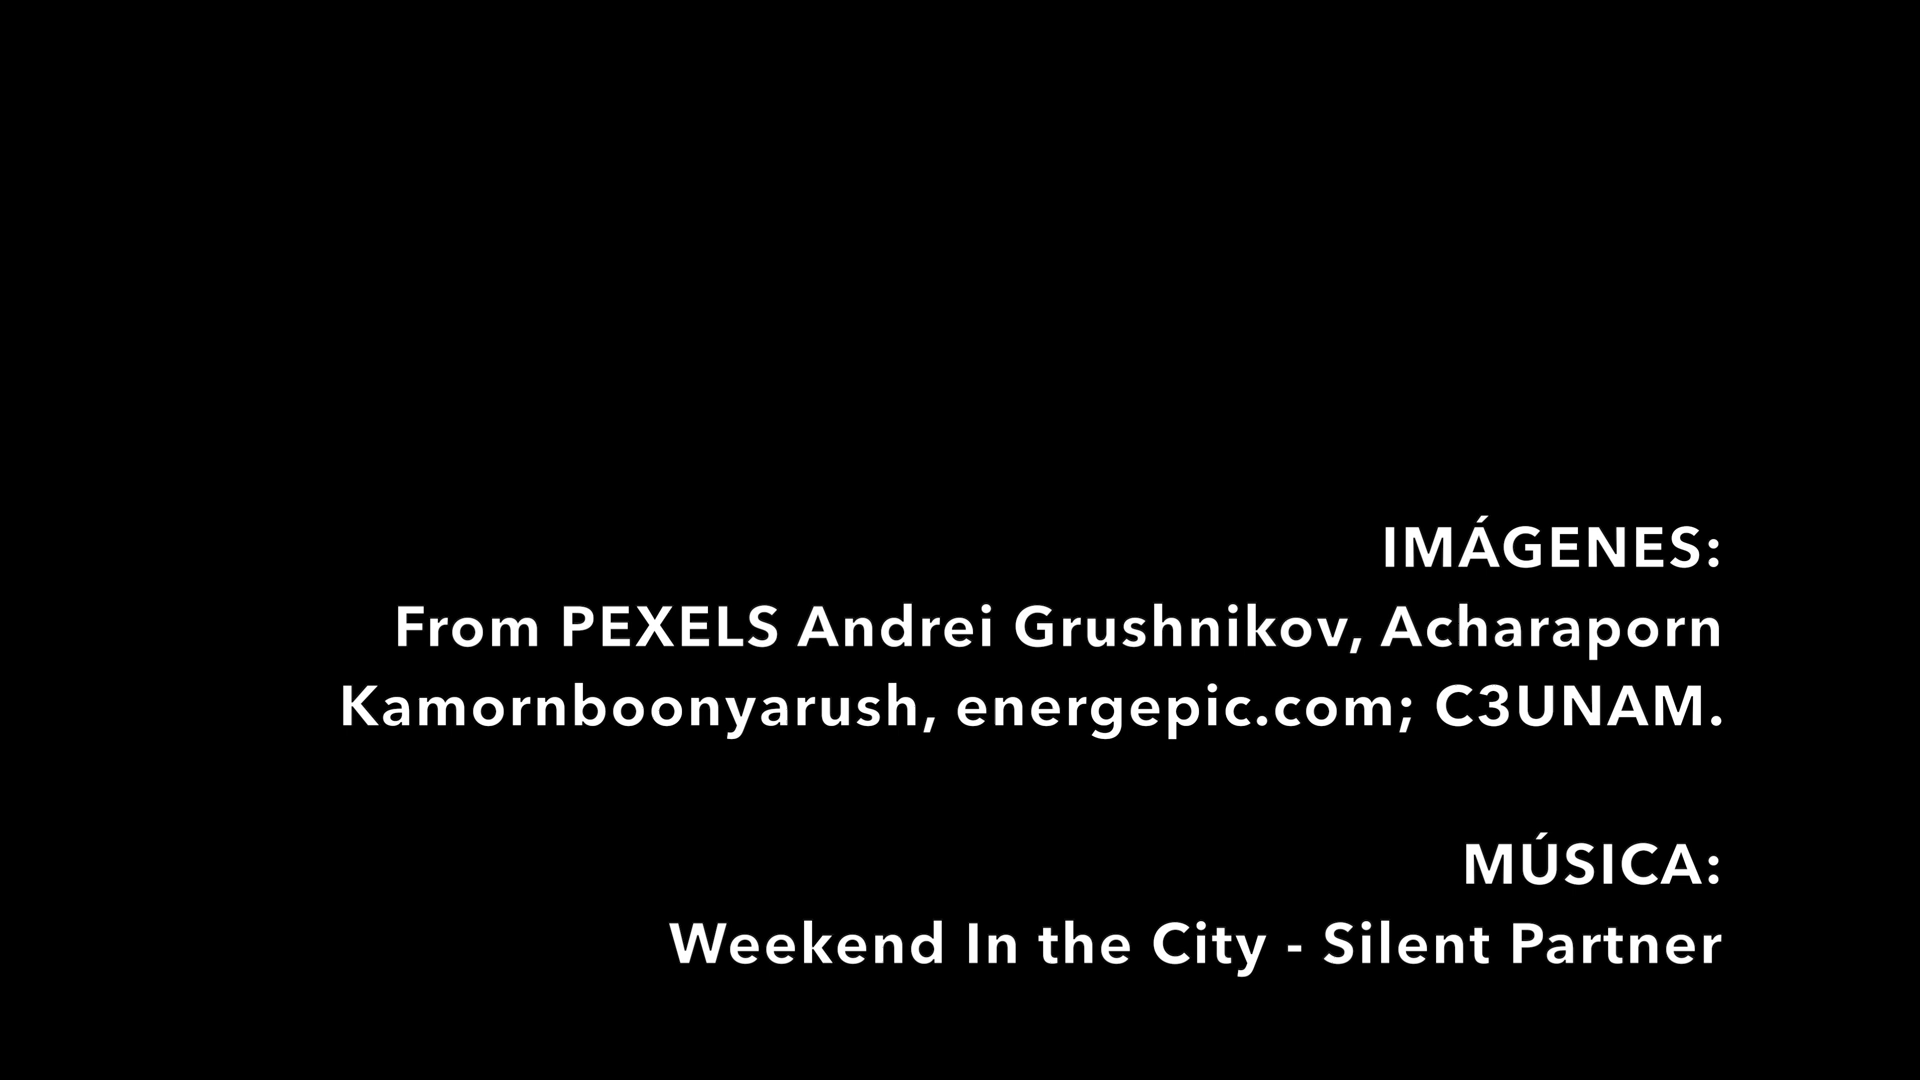 IMÁGENES:
From PEXELS Andrei Grushnikov, Acharaporn
Kamornboonyarush, energepic.com; C3UNAM.
MÚSICA:
Weekend In the City - Silent Partner